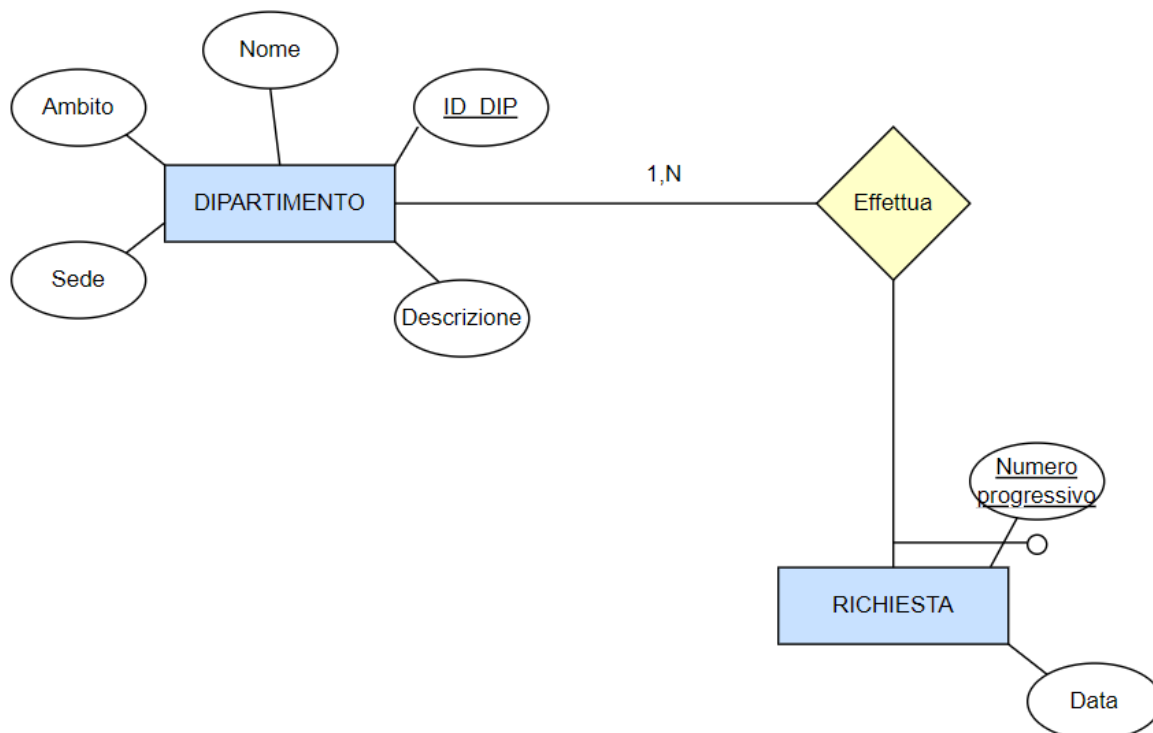 Nome
Ambito
ID_DIP
1,N
DIPARTIMENTO
Effettua
Sede
Descrizione
Numero
progressivo
RICHIESTA
Data